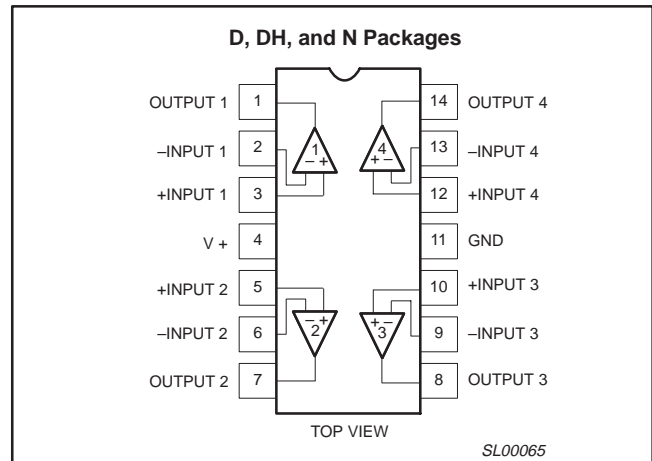 D, DH, and N Packages
OUTPUT 1 1 14 OUTPUT 4
–INPUT 1 2 1 4 13 –INPUT 4
– + + –
+INPUT 1 3 12 +INPUT 4
V + 4 11 GND
+INPUT 2 5 10 +INPUT 3
– + + –
–INPUT 2 6 2 3 9 –INPUT 3
OUTPUT 2 7 8 OUTPUT 3
TOP VIEW
SL00065